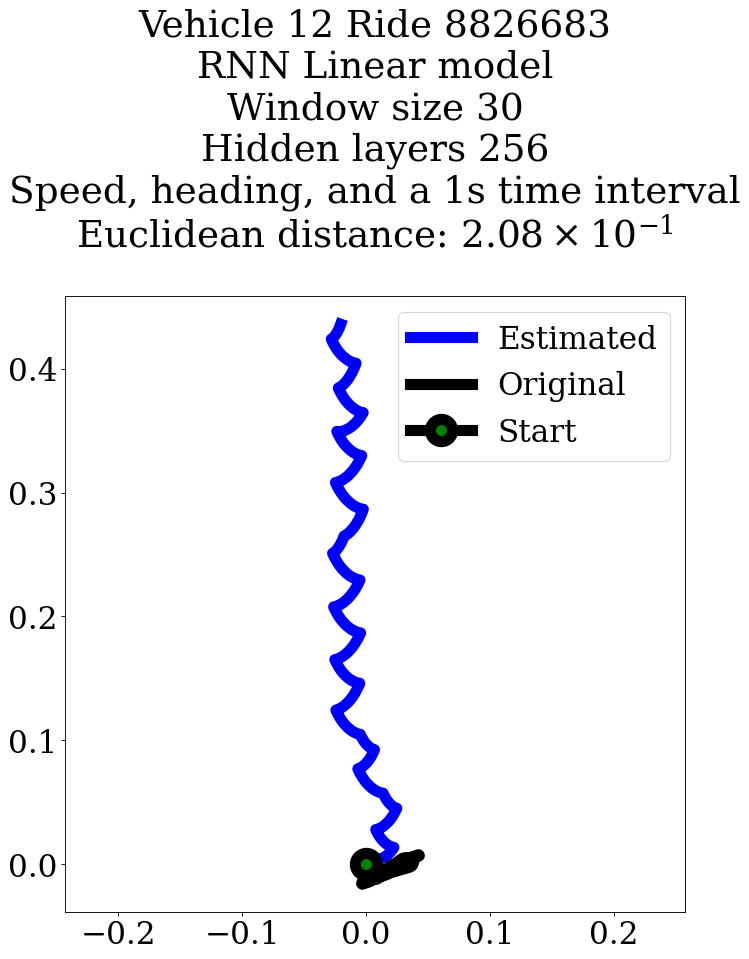 Vehicle 12 Ride 8826683
RNN Linear model
Window size 30
Hidden layers 256
Speed, heading, and a 1s time interval
Euclidean distance: 2.08 × 10⁻¹
Estimated
Original
Start
0.4
0.3
0.2
0.1
0.0
−0.2 −0.1 0.0 0.1 0.2